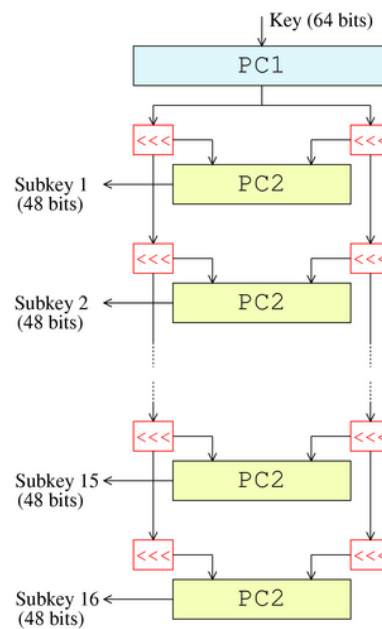 Key (64 bits)
PC1
<<< <<<
Subkey 1 PC2
(48 bits)
<<< <<<
Subkey 2 PC2
(48 bits)
<<< <<<
Subkey 15 PC2
(48 bits)
<<< <<<
Subkey 16 PC2
(48 bits)